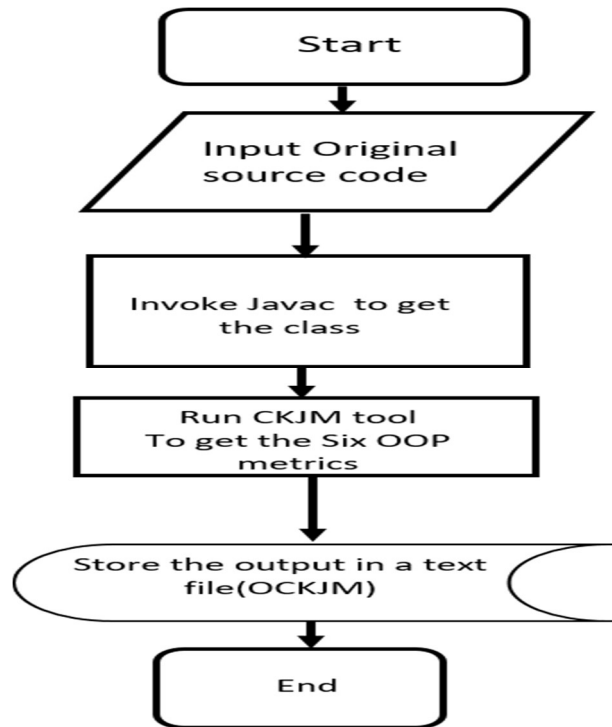 Start
Input Original
source code
Invoke Javac to get
the class
Run CKJM tool
To get the Six OOP
metrics
Store the output in a text
file(OCKJM)
End